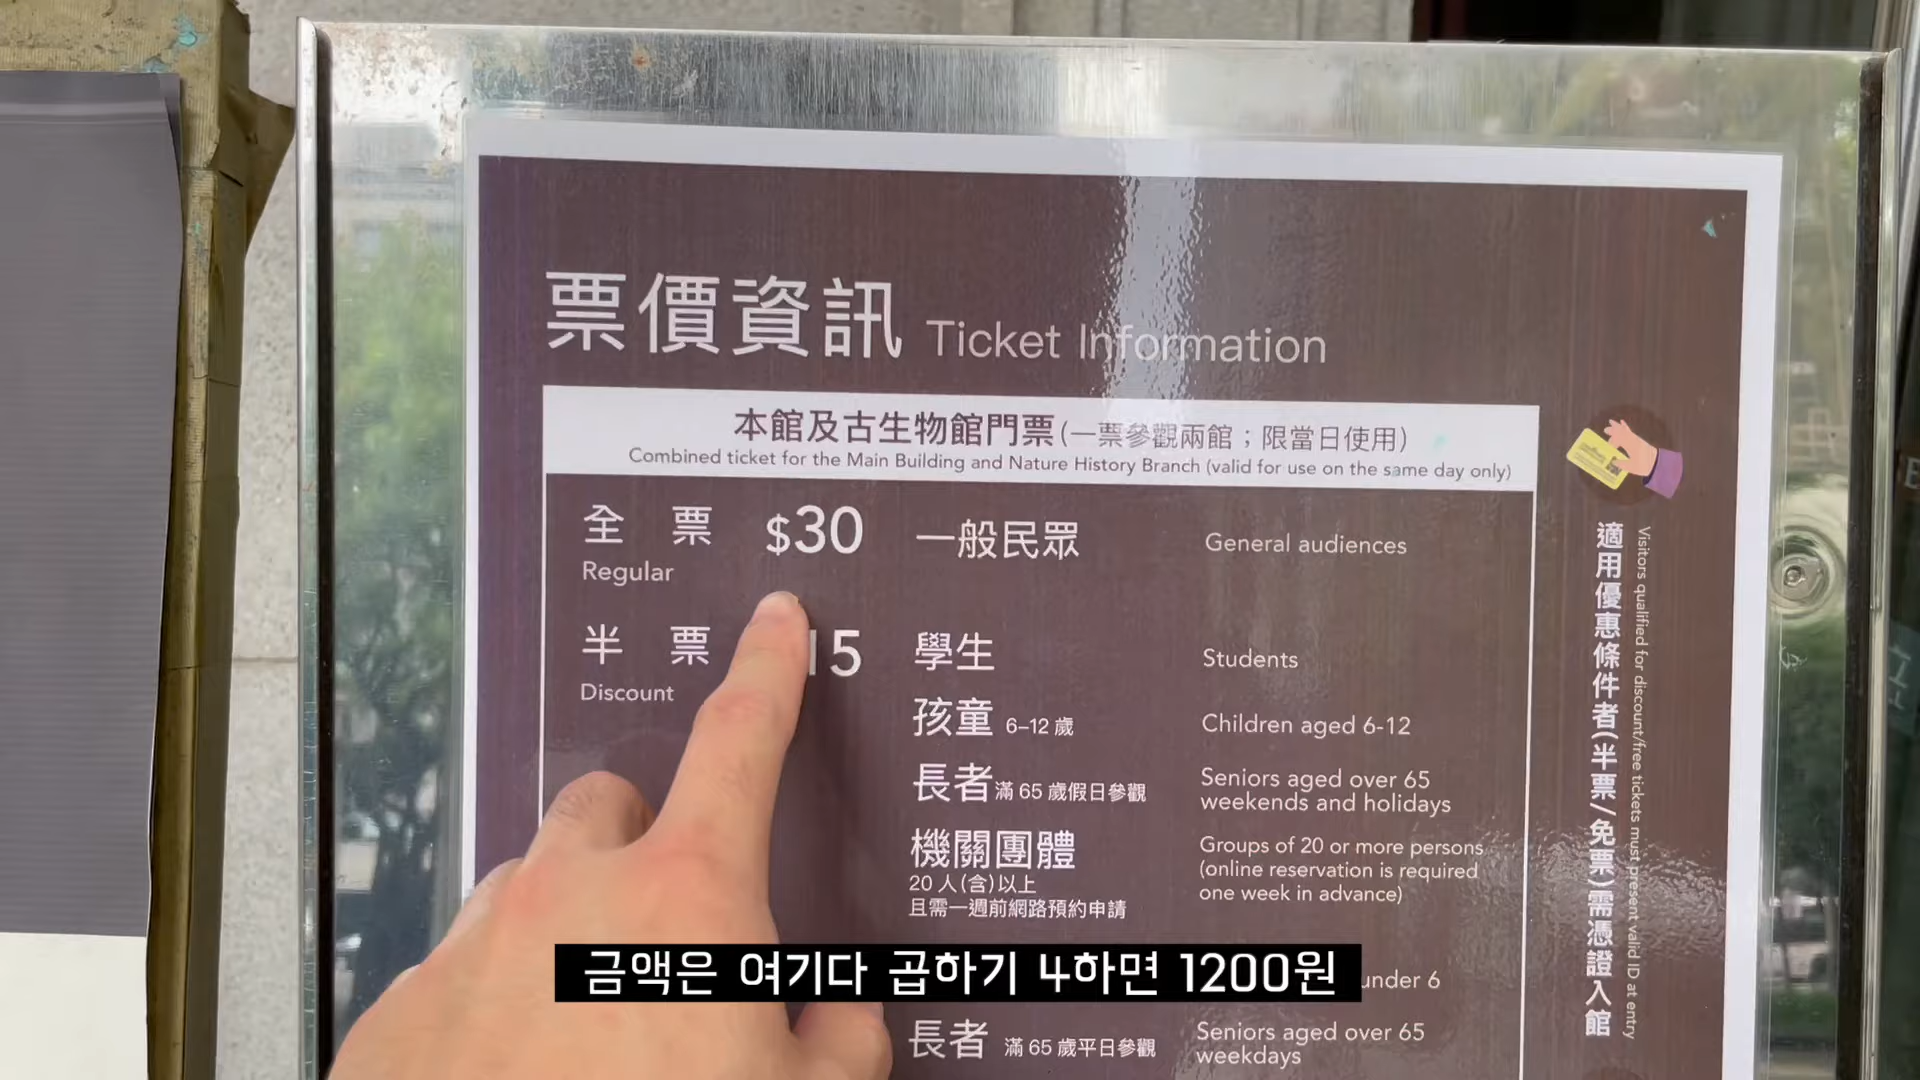 票價資訊 Ticket Information
本館及古生物館門票(一票參觀兩館；限當日使用)
Combined ticket for the Main Building and Nature History Branch (valid for use on the same day only)
全票 $30 一般民眾 General audiences
Regular
半票 15 學生 Students
Discount
孩童 6–12 歲 Children aged 6-12
長者 滿 65 歲假日參觀 Seniors aged over 65
weekends and holidays
機關團體 Groups of 20 or more persons
20 人(含)以上 (online reservation is required
且需一週前網路預約申請 one week in advance)
under 6
長者 滿 65 歲平日參觀 Seniors aged over 65
weekdays
適用優惠條件者(半票/免票)需憑證入館
Visitors qualified for discount/free tickets must present valid ID at entry
금액은 여기다 곱하기 4하면 1200원